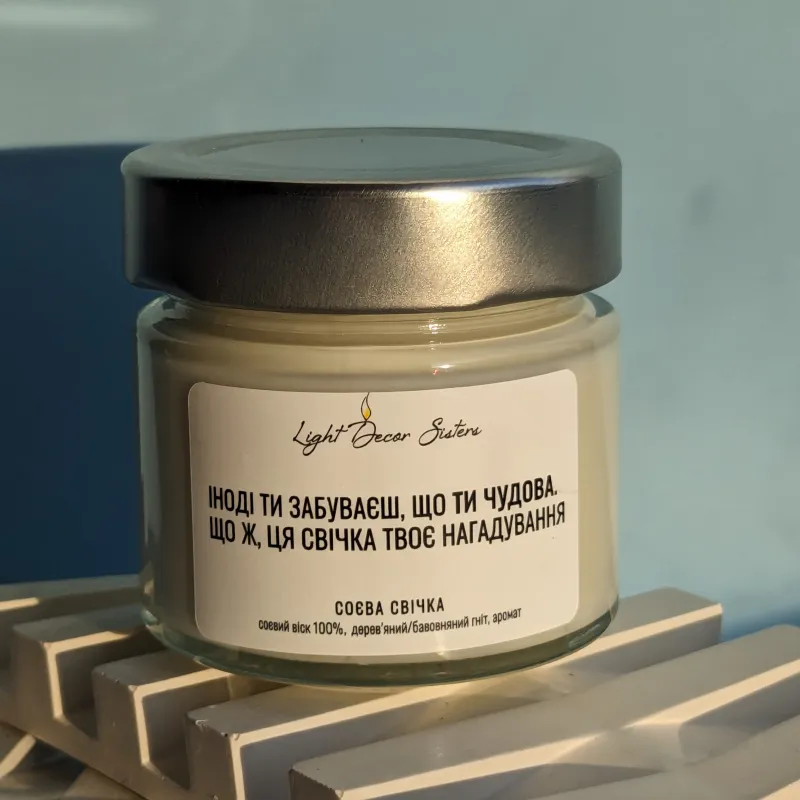 Light Decor Sisters
ІНОДІ ТИ ЗАБУВАЄШ, ЩО ТИ ЧУДОВА.
ЩО Ж, ЦЯ СВІЧКА ТВОЄ НАГАДУВАННЯ
СОЄВА СВІЧКА
соєвий віск 100%, дерев'яний/бавовняний гніт, аромат